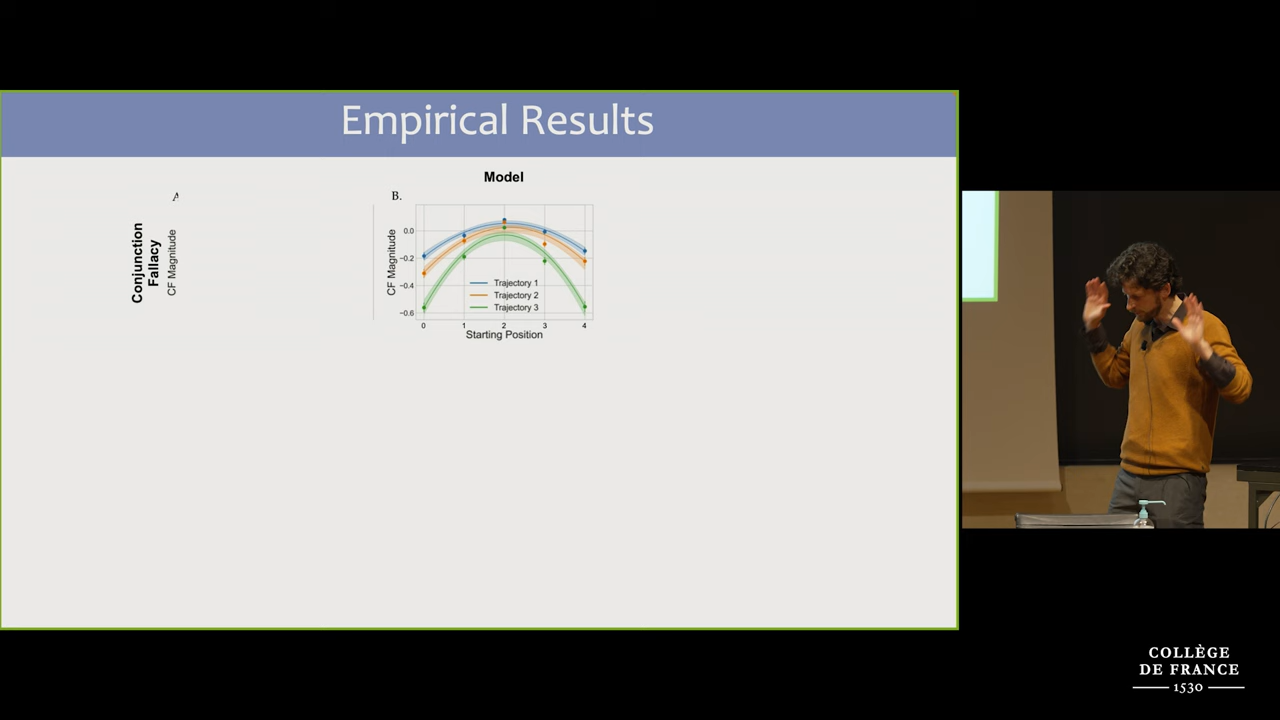 Empirical Results
Model
A
B.
Conjunction
Fallacy
CF Magnitude
CF Magnitude
0.0
−0.2
−0.4
−0.6
Trajectory 1
Trajectory 2
Trajectory 3
0 1 2 3 4
Starting Position
COLLÈGE
DE FRANCE
1530